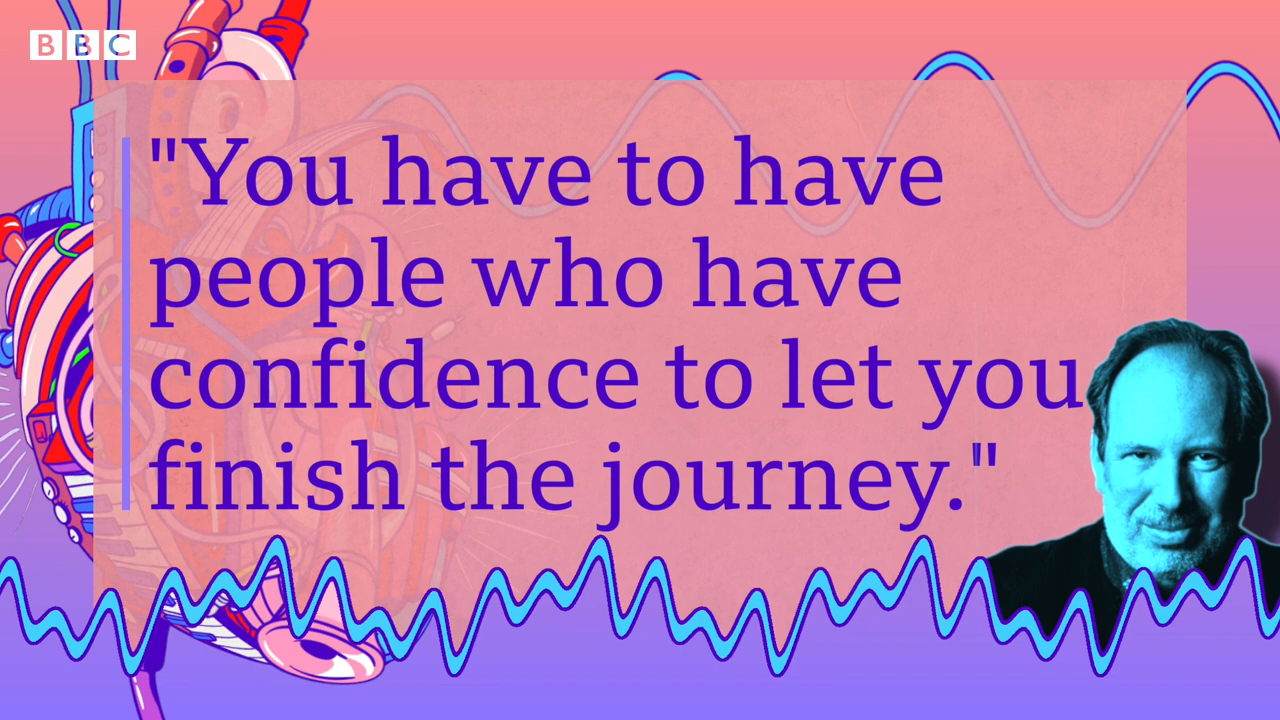 BBC
"You have to have
people who have
confidence to let you
finish the journey."